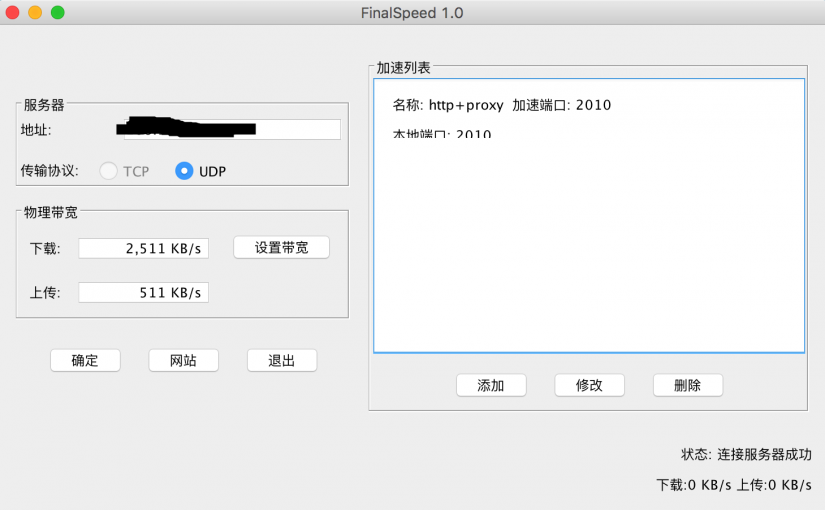 FinalSpeed 1.0
服务器
地址:
传输协议: TCP UDP
物理带宽
下载: 2,511 KB/s 设置带宽
上传: 511 KB/s
确定 网站 退出
加速列表
名称: http+proxy 加速端口: 2010
本地端口: 2010
添加 修改 删除
状态: 连接服务器成功
下载:0 KB/s 上传:0 KB/s